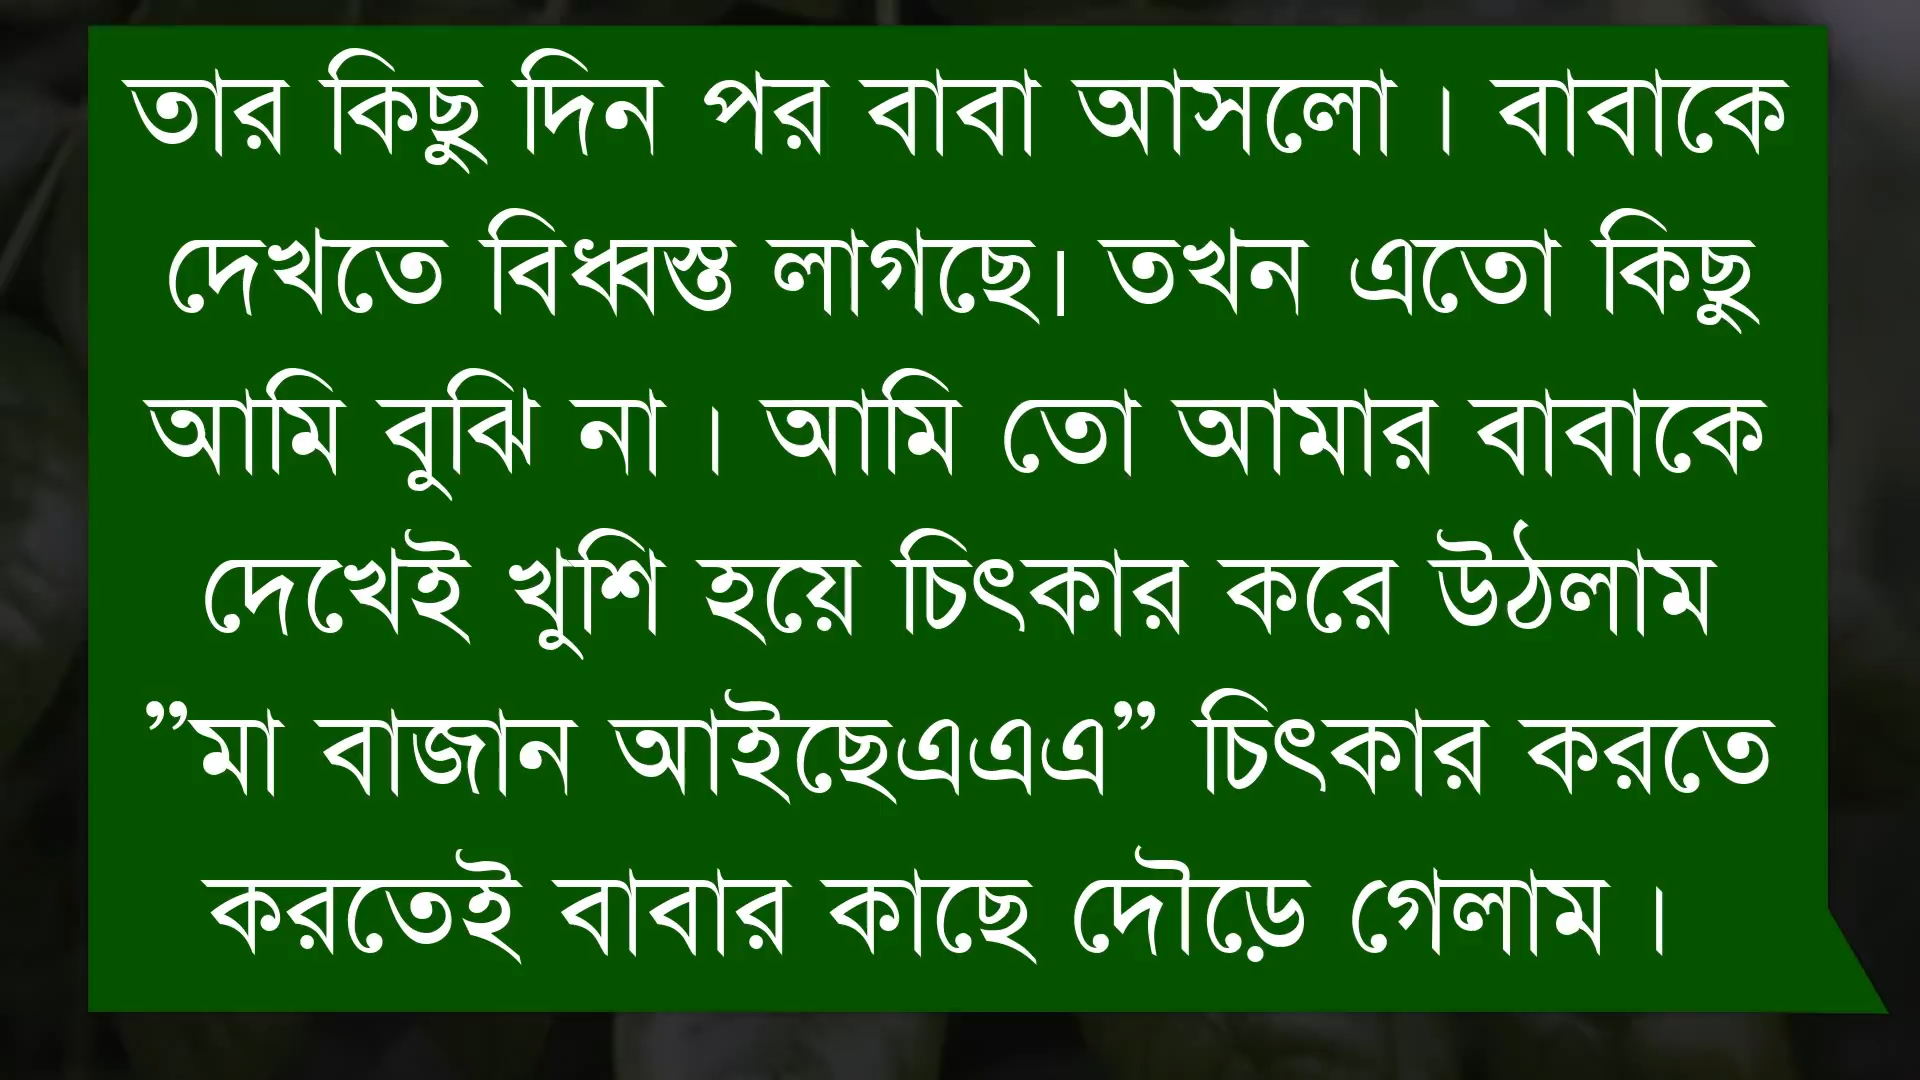 তার কিছু দিন পর বাবা আসলো । বাবাকে
দেখতে বিধ্বস্ত লাগছে। তখন এতো কিছু
আমি বুঝি না । আমি তো আমার বাবাকে
দেখেই খুশি হয়ে চিৎকার করে উঠলাম
”মা বাজান আইছেএএএ” চিৎকার করতে
করতেই বাবার কাছে দৌড়ে গেলাম ।